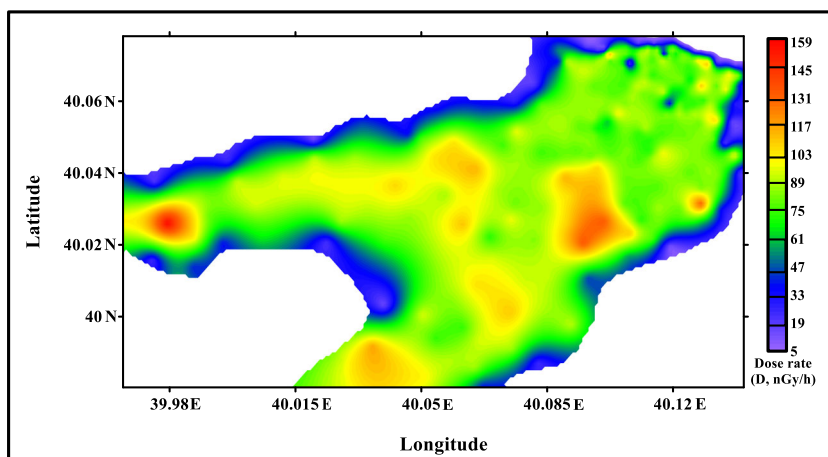 159
145
131
117
103
89
75
61
47
33
19
5
Dose rate
(D, nGy/h)
40.06
40.04 N
40.02 N
40 N
Latitude
39.98 E
40.015 E
40.05 E
40.085 E
40.12 E
Longitude